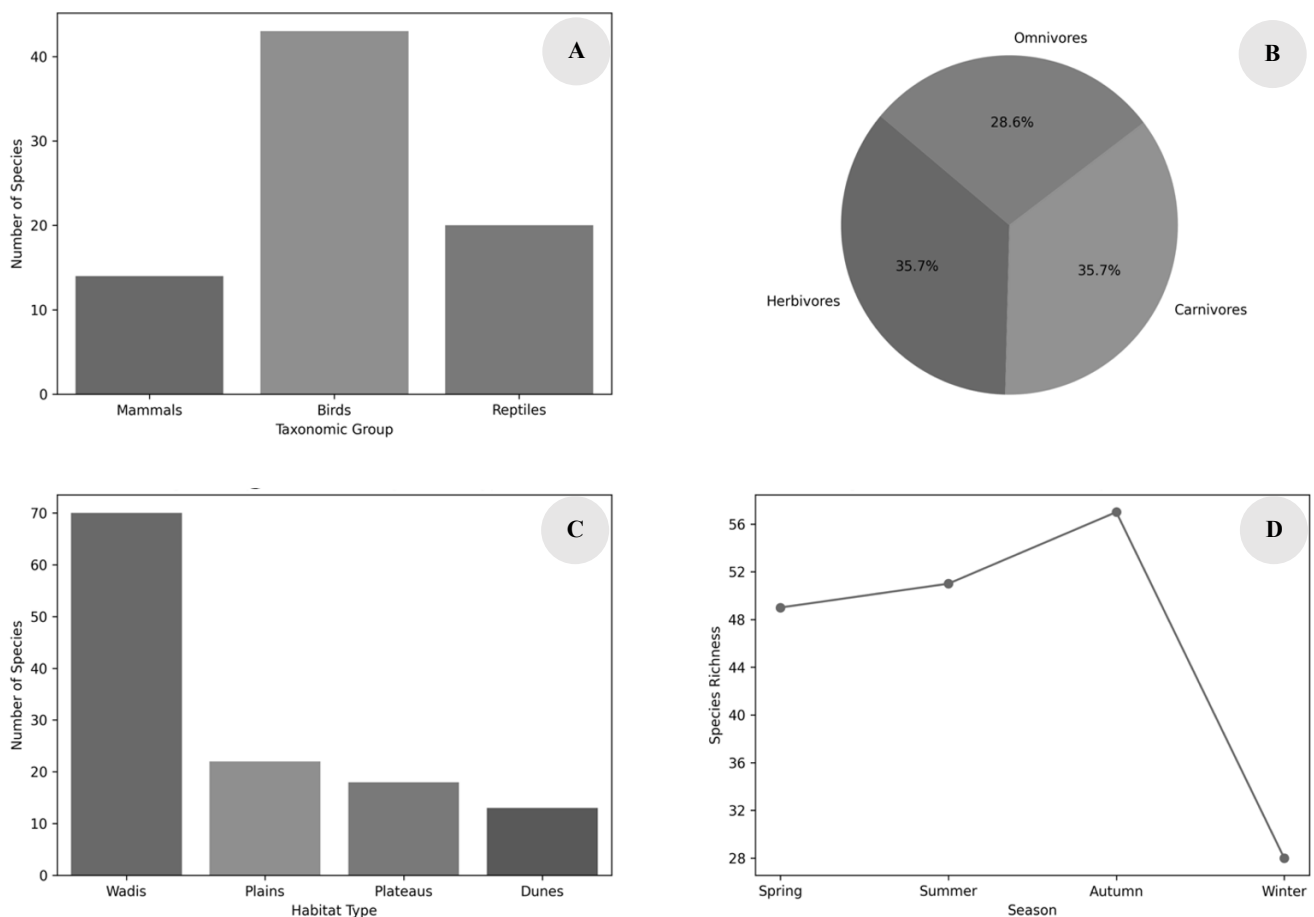 A
Number of Species
40
30
20
10
0
Mammals
Birds
Reptiles
Taxonomic Group
B
Omnivores
28.6%
35.7%
35.7%
Herbivores
Carnivores
C
Number of Species
70
60
50
40
30
20
10
0
Wadis
Plains
Plateaus
Dunes
Habitat Type
D
Species Richness
56
52
48
44
40
36
32
28
Spring
Summer
Autumn
Winter
Season